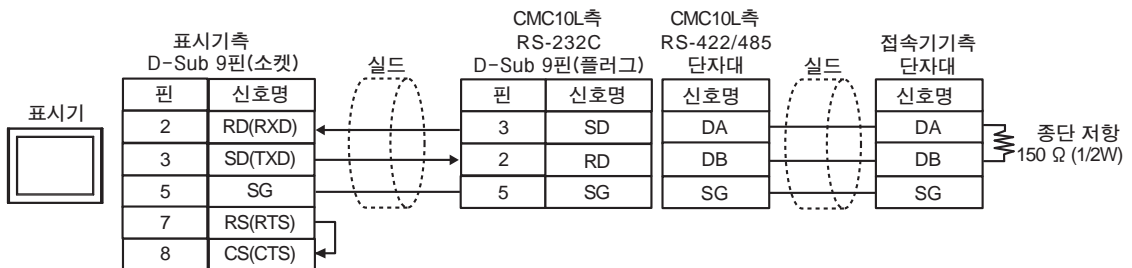 표시기
표시기측
D-Sub 9핀(소켓)
핀 신호명
2 RD(RXD)
3 SD(TXD)
5 SG
7 RS(RTS)
8 CS(CTS)
실드
CMC10L측
RS-232C
D-Sub 9핀(플러그)
핀 신호명
3 SD
2 RD
5 SG
CMC10L측
RS-422/485
단자대
신호명
DA
DB
SG
실드
접속기기측
단자대
신호명
DA
DB
SG
종단 저항
150 Ω (1/2W)